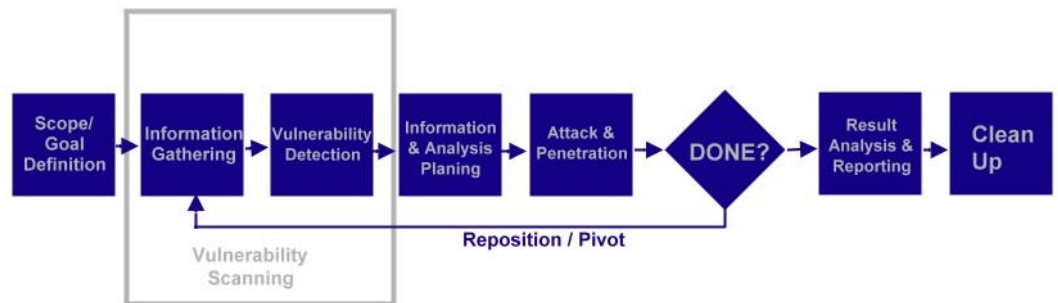 Scope/
Goal
Definition
Information
Gathering
Vulnerability
Detection
Information
& Analysis
Planing
Attack &
Penetration
DONE?
Result
Analysis &
Reporting
Clean
Up
Reposition / Pivot
Vulnerability
Scanning